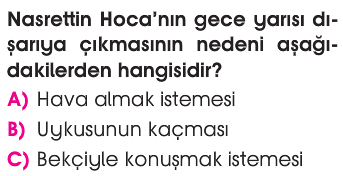 Nasrettin Hoca’nın gece yarısı dı-
şarıya çıkmasının nedeni aşağı-
dakilerden hangisidir?
A) Hava almak istemesi
B) Uykusunun kaçması
C) Bekçiyle konuşmak istemesi